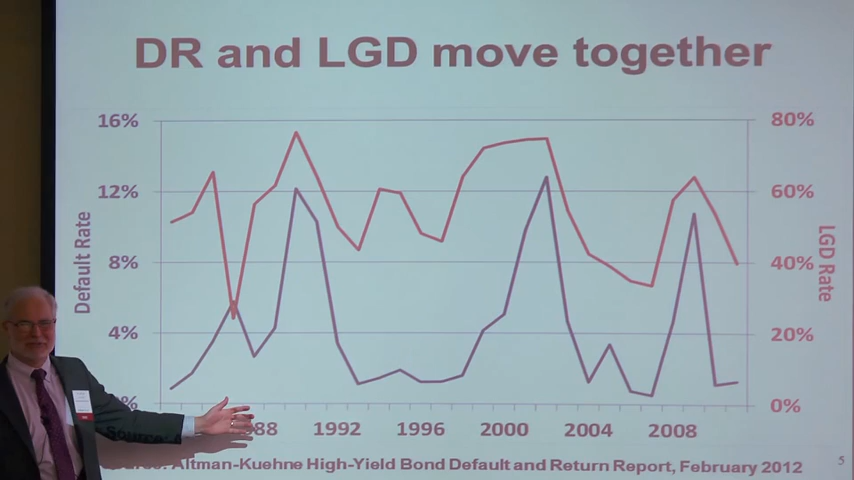 DR and LGD move together
16%
12%
8%
4%
0%
Default Rate
80%
60%
40%
20%
0%
LGD Rate
88 1992 1996 2000 2004 2008
Altman-Kuehne High-Yield Bond Default and Return Report, February 2012
5